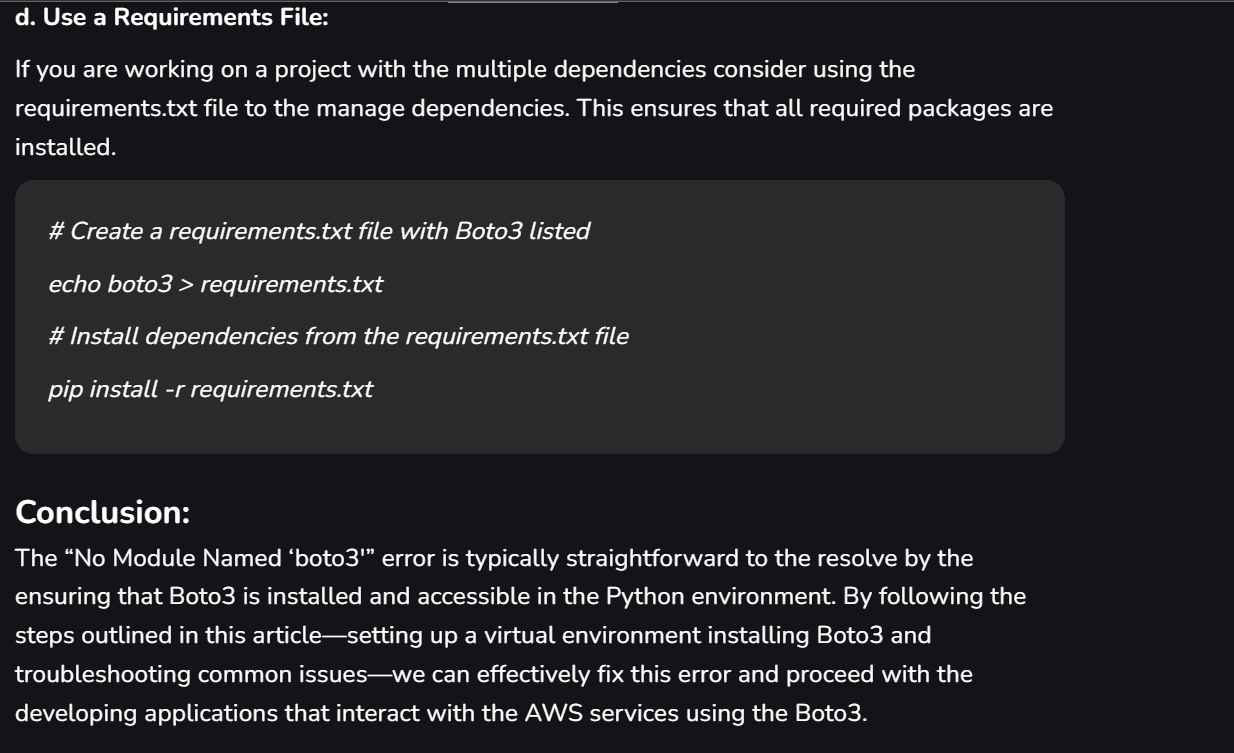 d. Use a Requirements File:
If you are working on a project with the multiple dependencies consider using the
requirements.txt file to the manage dependencies. This ensures that all required packages are
installed.
# Create a requirements.txt file with Boto3 listed
echo boto3 > requirements.txt
# Install dependencies from the requirements.txt file
pip install -r requirements.txt
Conclusion:
The “No Module Named ‘boto3'” error is typically straightforward to the resolve by the
ensuring that Boto3 is installed and accessible in the Python environment. By following the
steps outlined in this article—setting up a virtual environment installing Boto3 and
troubleshooting common issues—we can effectively fix this error and proceed with the
developing applications that interact with the AWS services using the Boto3.